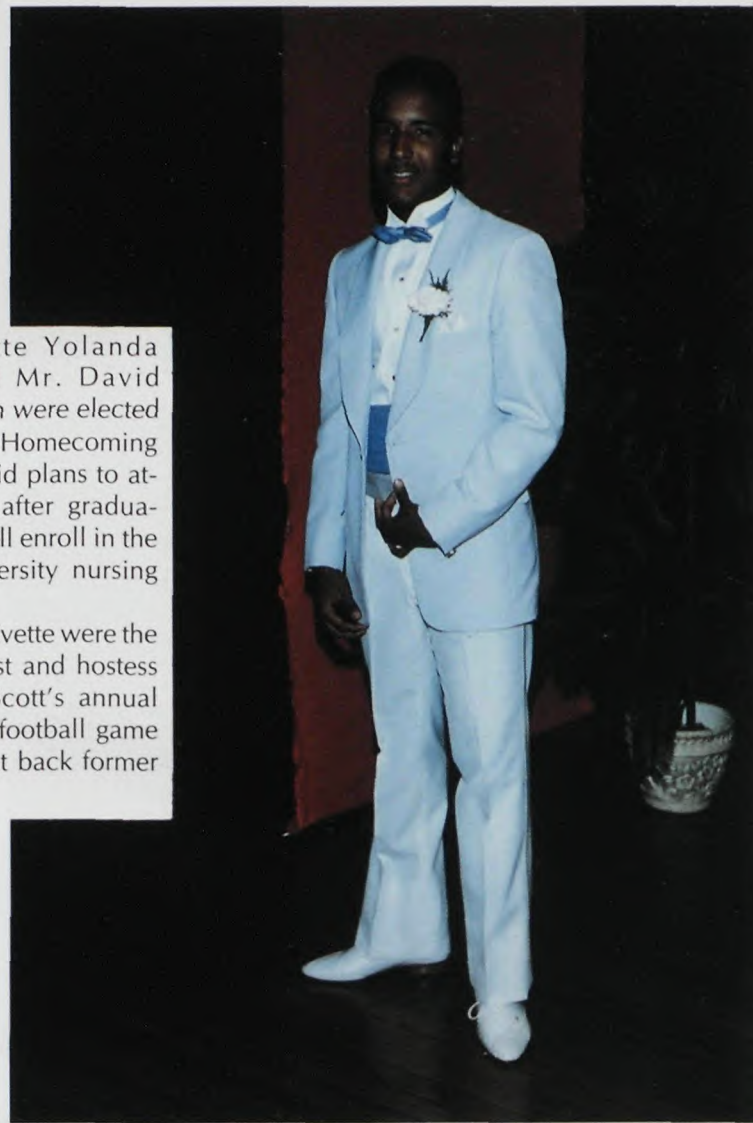 te Yolanda
Mr. David
n were elected
Homecoming
id plans to at-
after gradua-
ll enroll in the
ersity nursing
vette were the
st and hostess
cott's annual
football game
t back former